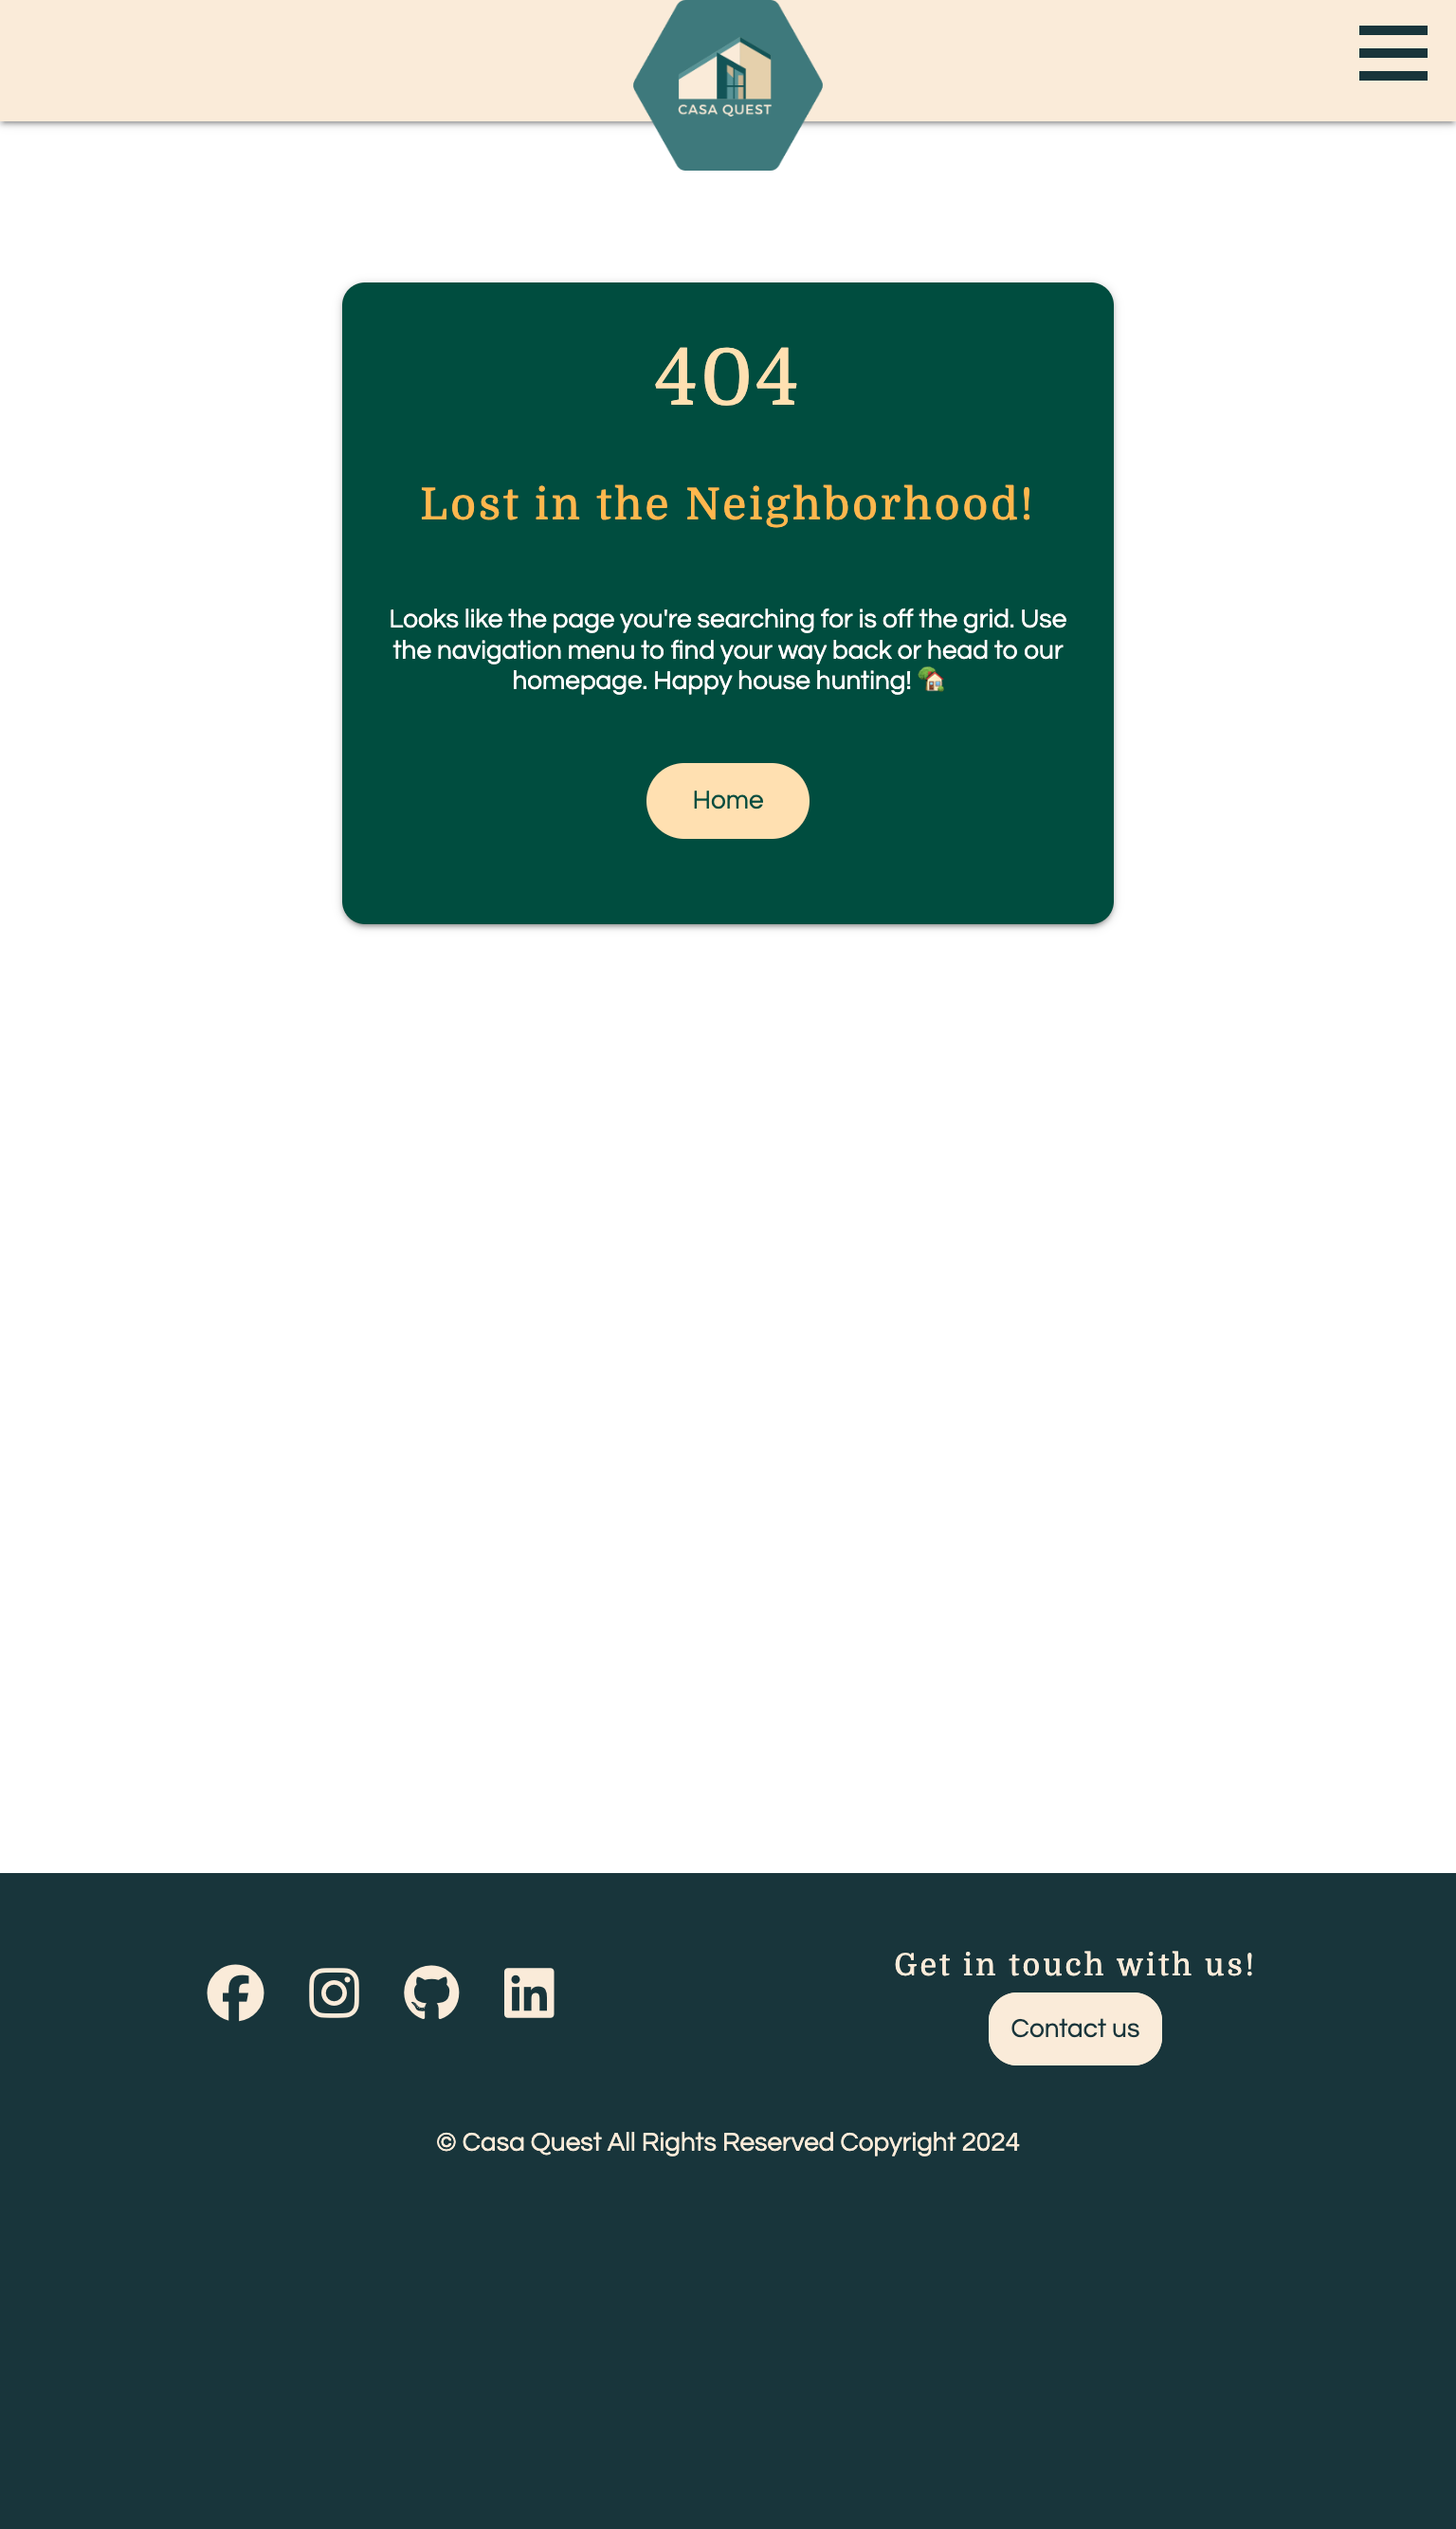 CASA QUEST
404
Lost in the Neighborhood!
Looks like the page you're searching for is off the grid. Use
the navigation menu to find your way back or head to our
homepage. Happy house hunting! 🏡
Home
Get in touch with us!
Contact us
© Casa Quest All Rights Reserved Copyright 2024